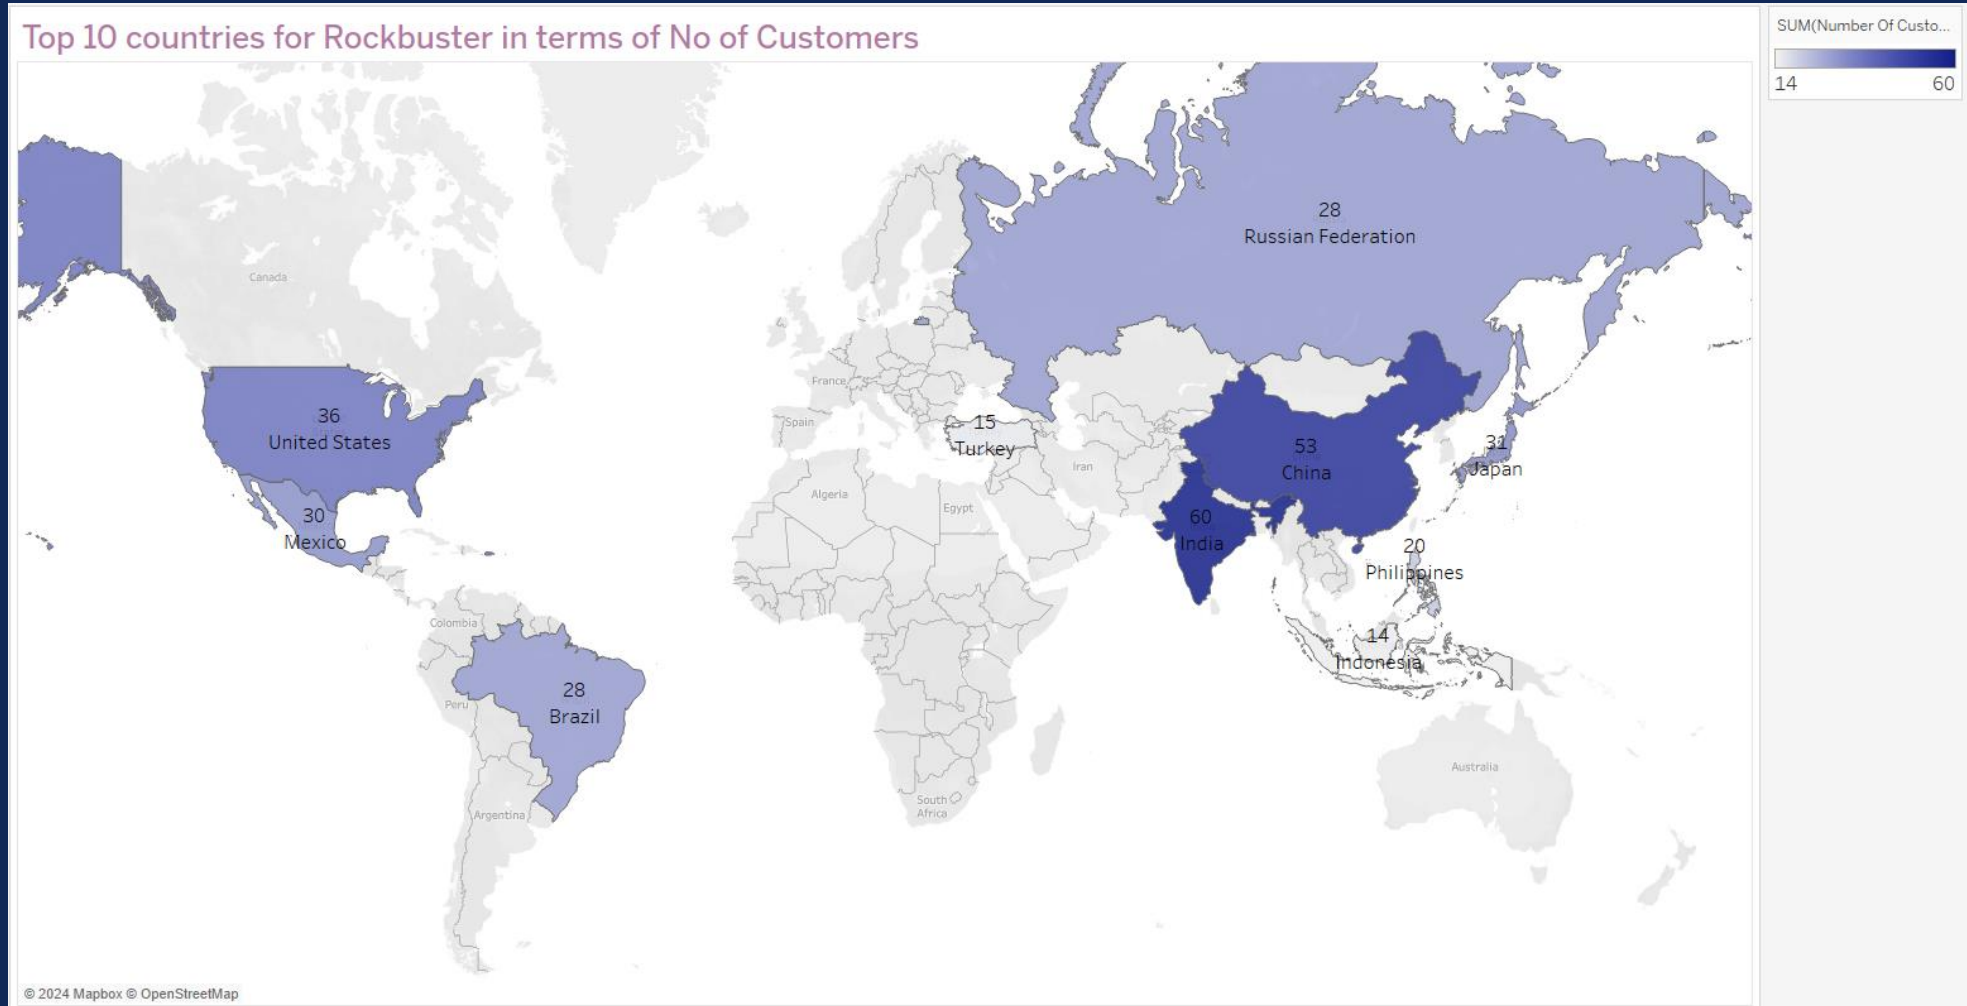 Top 10 countries for Rockbuster in terms of No of Customers
SUM(Number Of Custo...
14 60
28
Russian Federation
Canada
France
Spain
36
United States
15
Turkey
Iran
53
China
31
Japan
Algeria
Egypt
30
Mexico
60
India
20
Philippines
Colombia
14
Indonesia
Peru
28
Brazil
Australia
Argentina
South
Africa
© 2024 Mapbox © OpenStreetMap